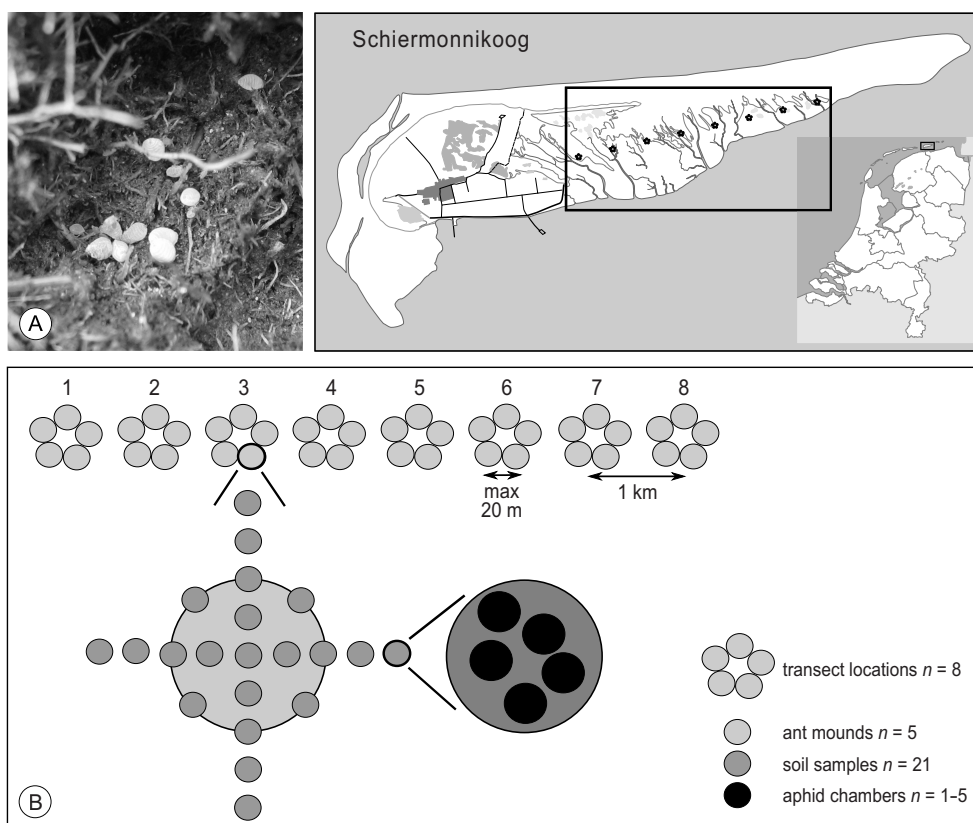 Schiermonnikoog
A
1 2 3 4 5 6 7 8
max
20 m
1 km
transect locations n = 8
ant mounds n = 5
soil samples n = 21
aphid chambers n = 1–5
B